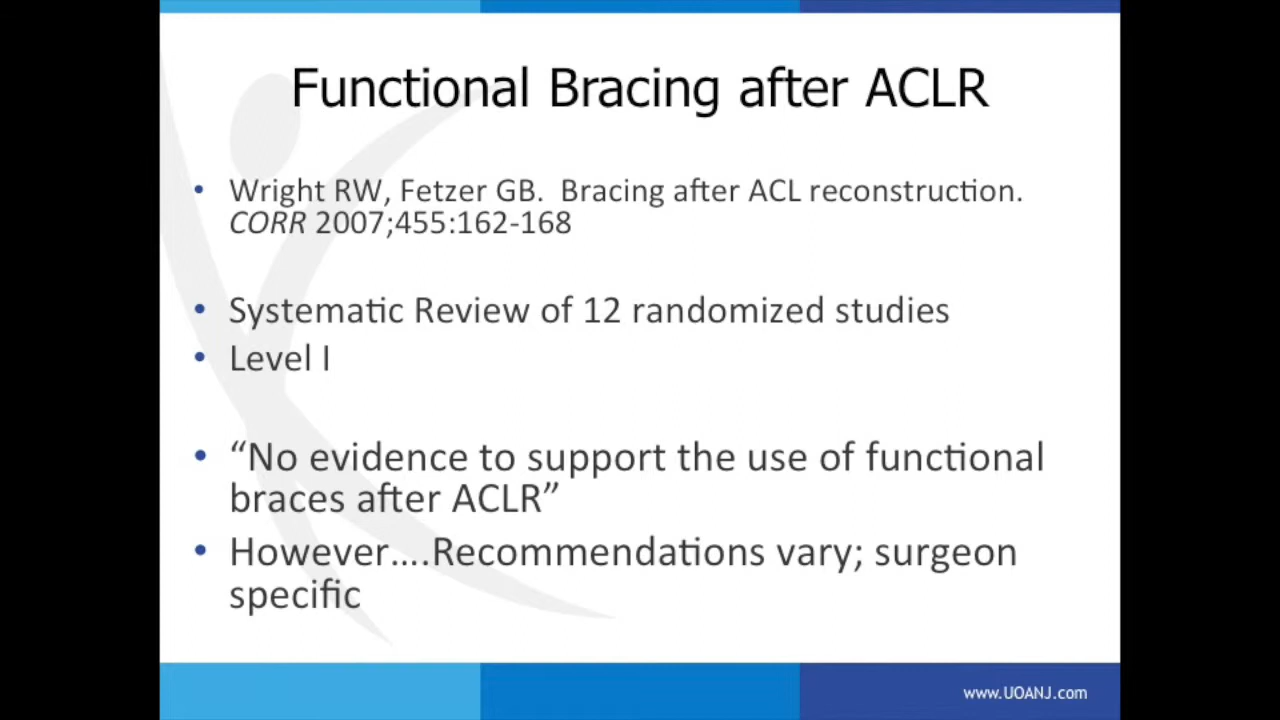 Functional Bracing after ACLR
• Wright RW, Fetzer GB.  Bracing after ACL reconstruction.
CORR 2007;455:162-168
• Systematic Review of 12 randomized studies
• Level I
• “No evidence to support the use of functional
braces after ACLR”
• However….Recommendations vary; surgeon
specific
www.UOANJ.com